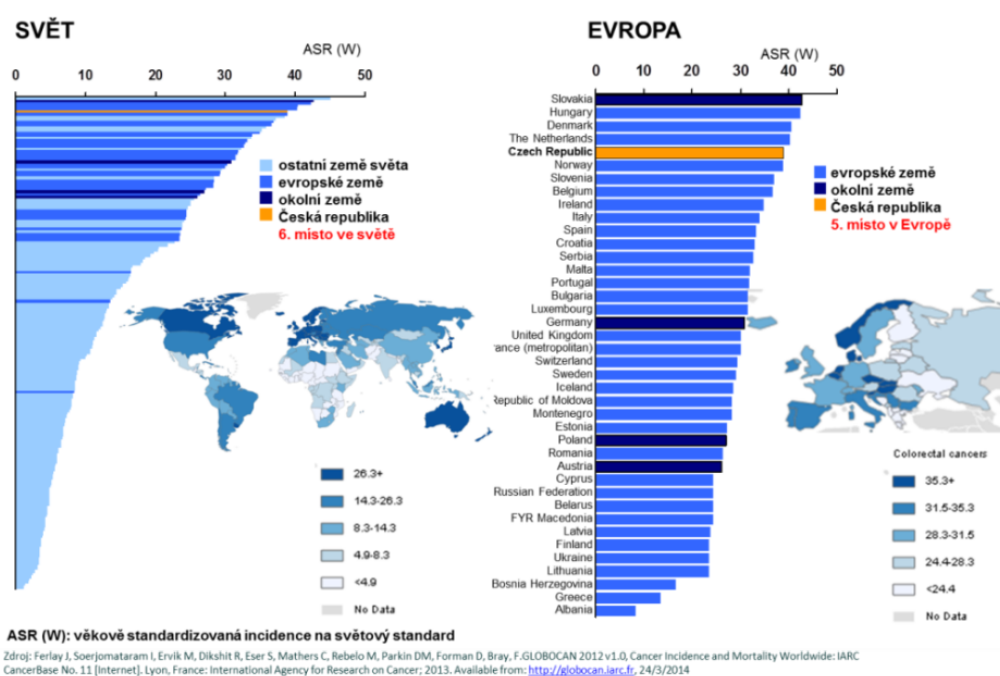 SVĚT
ASR (W)
0 10 20 30 40 50
ostatní země světa
evropské země
okolní země
Česká republika
6. místo ve světě
26.3+
14.3-26.3
8.3-14.3
4.9-8.3
<4.9
No Data
EVROPA
ASR (W)
0 10 20 30 40 50
Slovakia
Hungary
Denmark
The Netherlands
Czech Republic
Norway
Slovenia
Belgium
Ireland
Italy
Spain
Croatia
Serbia
Malta
Portugal
Bulgaria
Luxembourg
Germany
United Kingdom
rance (metropolitan)
Switzerland
Sweden
Iceland
Republic of Moldova
Montenegro
Estonia
Poland
Romania
Austria
Cyprus
Russian Federation
Belarus
FYR Macedonia
Latvia
Finland
Ukraine
Lithuania
Bosnia Herzegovina
Greece
Albania
evropské země
okolní země
Česká republika
5. místo v Evropě
Colorectal cancers
35.3+
31.5-35.3
28.3-31.5
24.4-28.3
<24.4
No Data
ASR (W): věkově standardizovaná incidence na světový standard
Zdroj: Ferlay J, Soerjomataram I, Ervik M, Dikshit R, Eser S, Mathers C, Rebelo M, Parkin DM, Forman D, Bray, F.GLOBOCAN 2012 v1.0, Cancer Incidence and Mortality Worldwide: IARC
CancerBase No. 11 [Internet]. Lyon, France: International Agency for Research on Cancer; 2013. Available from: http://globocan.iarc.fr, 24/3/2014